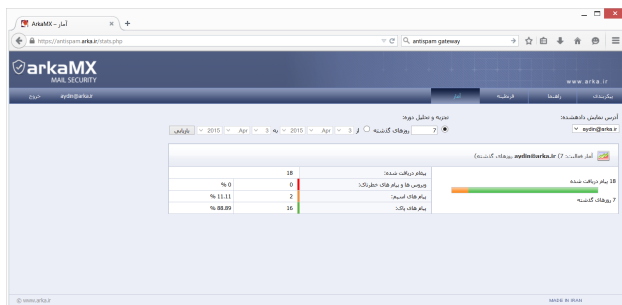 آمار – ArkaMX
https://antispam.arka.ir/stats.php
antispam gateway
arkaMX
MAIL SECURITY
www.arka.ir
پیکربندی
راهنما
قرنطینه
آمار
aydin@arka.ir
خروج
آدرس نمایش داده‌شده:
aydin@arka.ir
تجزیه و تحلیل دوره:
7 روزهای گذشته از 3 Apr 2015 به 3 Apr 2015 بازیابی
آمار فعالیت: aydin@arka.ir (7 روزهای گذشته)
18 پیام دریافت شده
7 روزهای گذشته
پیغام دریافت شده: 18
ویروس ها و پیام های خطرناک: 0 0 %
پیام های اسپم: 2 11.11 %
پیام های پاک: 16 88.89 %
© www.arka.ir
MADE IN IRAN